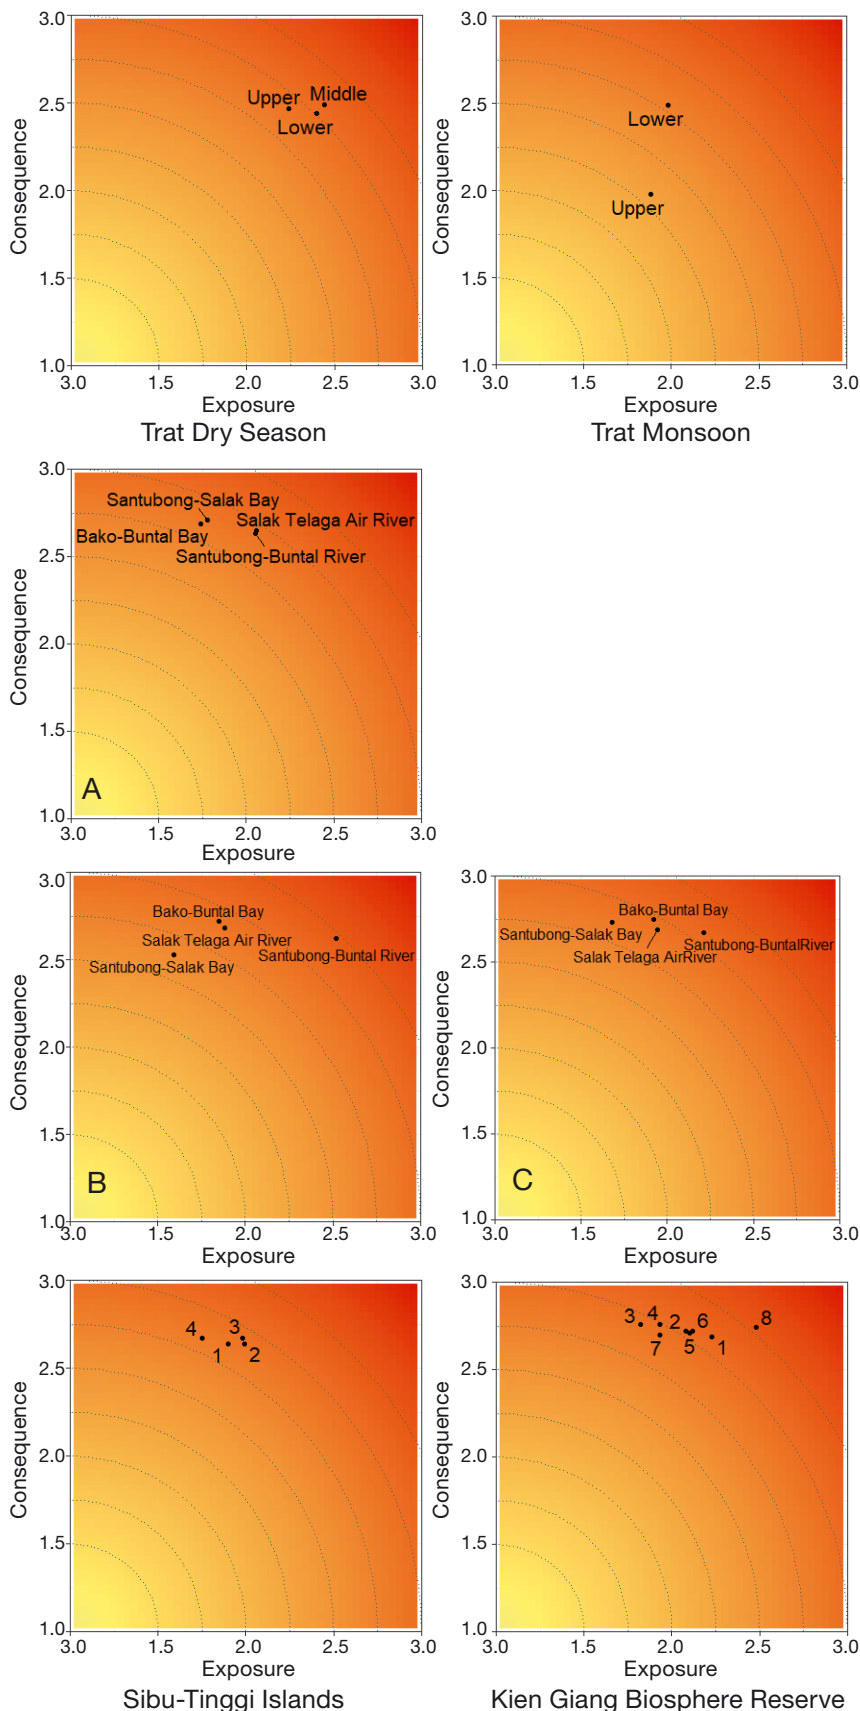 3.0
2.5
2.0
1.5
1.0
Consequence
Upper
Middle
Lower
3.0
1.5
2.0
2.5
3.0
Exposure
Trat Dry Season
3.0
2.5
2.0
1.5
1.0
Consequence
Lower
Upper
3.0
1.5
2.0
2.5
3.0
Exposure
Trat Monsoon
3.0
2.5
2.0
1.5
1.0
Consequence
Santubong-Salak Bay
Salak Telaga Air River
Bako-Buntal Bay
Santubong-Buntal River
A
3.0
1.5
2.0
2.5
3.0
Exposure
3.0
2.5
2.0
1.5
1.0
Consequence
Bako-Buntal Bay
Salak Telaga Air River
Santubong-Buntal River
Santubong-Salak Bay
B
3.0
1.5
2.0
2.5
3.0
Exposure
3.0
2.5
2.0
1.5
1.0
Consequence
Bako-Buntal Bay
Santubong-Salak Bay
Santubong-BuntalRiver
Salak Telaga AirRiver
C
3.0
1.5
2.0
2.5
3.0
Exposure
3.0
2.5
2.0
1.5
1.0
Consequence
4
3
1
2
3.0
1.5
2.0
2.5
3.0
Exposure
Sibu-Tinggi Islands
3.0
2.5
2.0
1.5
1.0
Consequence
3
4
2
6
8
7
5
1
3.0
1.5
2.0
2.5
3.0
Exposure
Kien Giang Biosphere Reserve